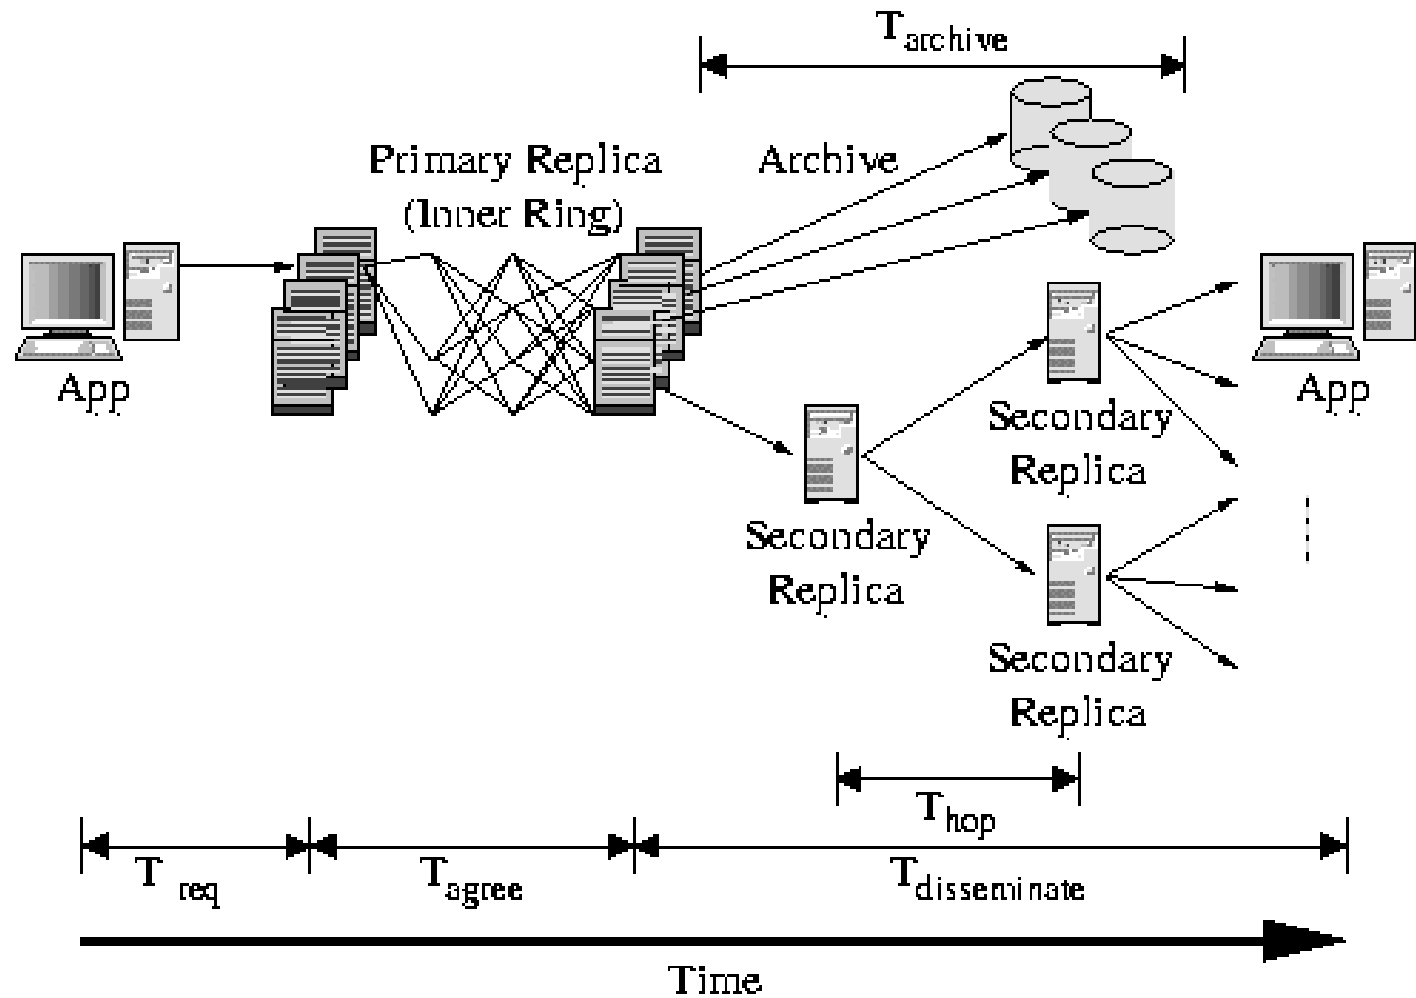 T archive
Primary Replica
(Inner Ring)
Archive
App
App
Secondary
Replica
Secondary
Replica
Secondary
Replica
T hop
T req
T agree
T disseminate
Time